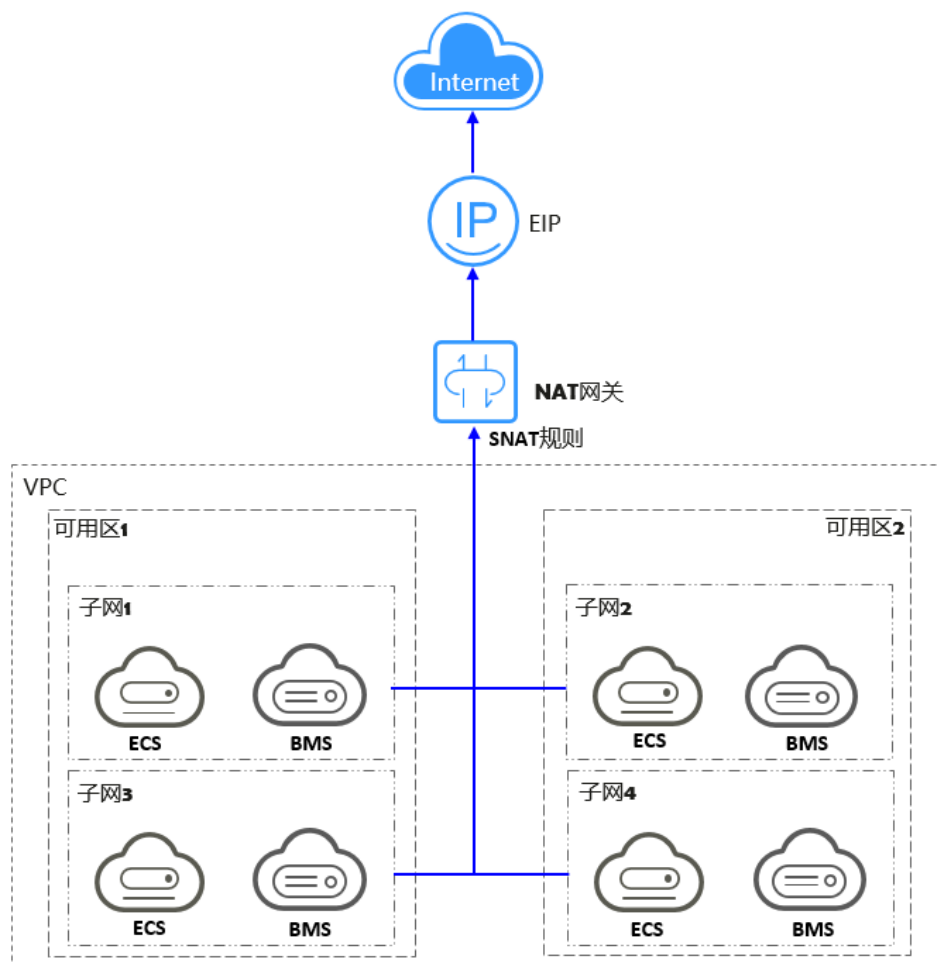 Internet
IP
EIP
NAT网关
SNAT规则
VPC
可用区1
可用区2
子网1
子网2
ECS
BMS
ECS
BMS
子网3
子网4
ECS
BMS
ECS
BMS